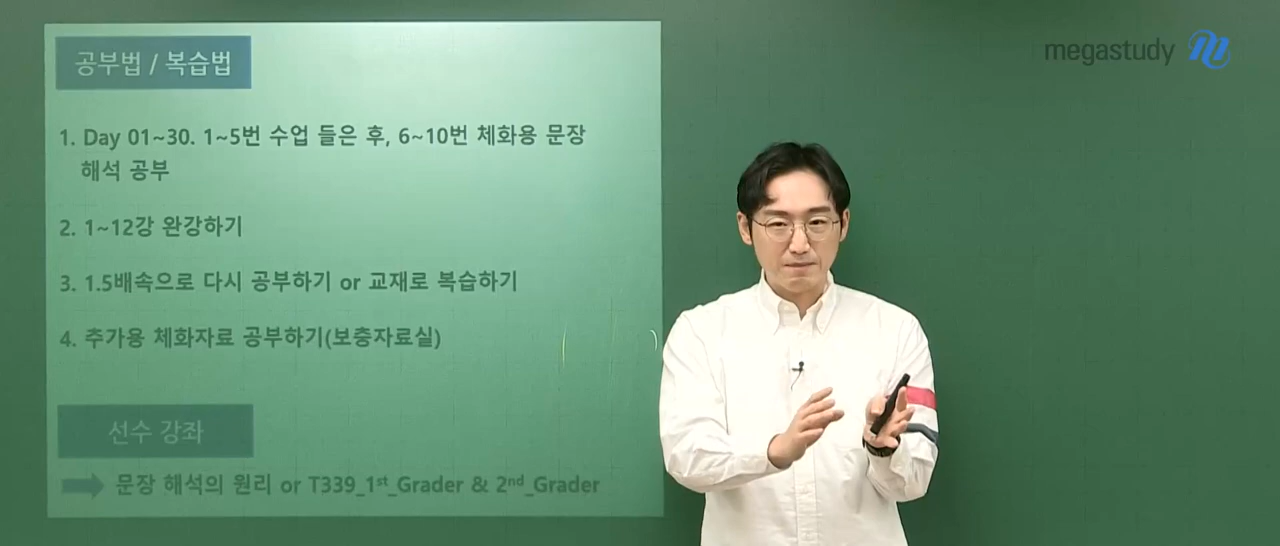 공부법 / 복습법
megastudy
1. Day 01~30. 1~5번 수업 들은 후, 6~10번 체화용 문장
해석 공부
2. 1~12강 완강하기
3. 1.5배속으로 다시 공부하기 or 교재로 복습하기
4. 추가용 체화자료 공부하기(보충자료실)
선수 강좌
문장 해석의 원리 or T339_1st_Grader & 2nd_Grader